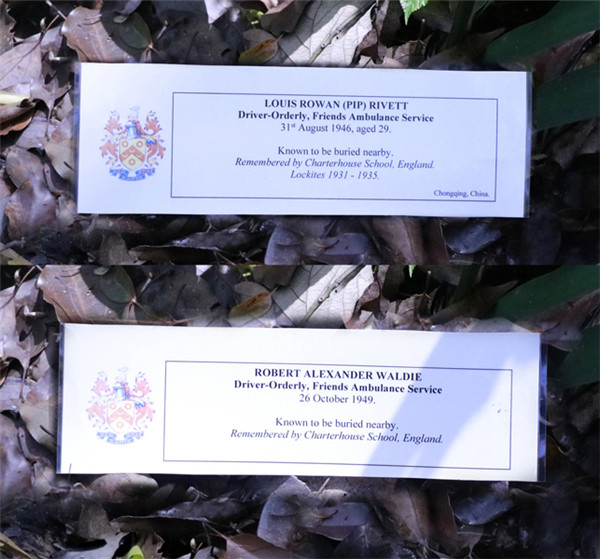 LOUIS ROWAN (PIP) RIVETT
Driver-Orderly, Friends Ambulance Service
31st August 1946, aged 29.
Known to be buried nearby.
Remembered by Charterhouse School, England.
Lockites 1931 - 1935.
Chongqing, China.
ROBERT ALEXANDER WALDIE
Driver-Orderly, Friends Ambulance Service
26 October 1949.
Known to be buried nearby.
Remembered by Charterhouse School, England.